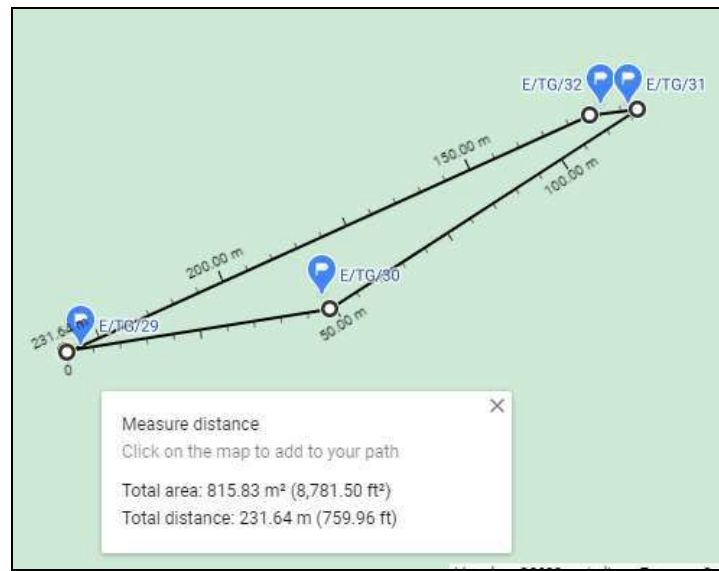 E/TG/32
E/TG/31
150.00 m
100.00 m
200.00 m
E/TG/30
50.00 m
E/TG/29
231.64 m
0
Measure distance
Click on the map to add to your path
Total area: 815.83 m² (8,781.50 ft²)
Total distance: 231.64 m (759.96 ft)